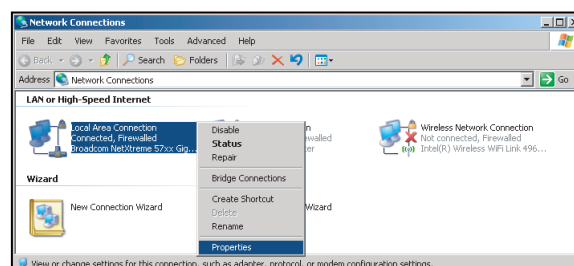 Network Connections
File Edit View Favorites Tools Advanced Help
Back Search Folders
Address Network Connections Go
LAN or High-Speed Internet
Local Area Connection
Connected, Firewalled
Broadcom NetXtreme 57xx Gig...
Disable
Status
Repair
Bridge Connections
Create Shortcut
Delete
Rename
Properties
Wireless Network Connection
Not connected, Firewalled
Intel(R) Wireless WiFi Link 496...
Wizard
New Connection Wizard
Wizard
View or change settings for this connection, such as adapter, protocol, or modem configuration settings.